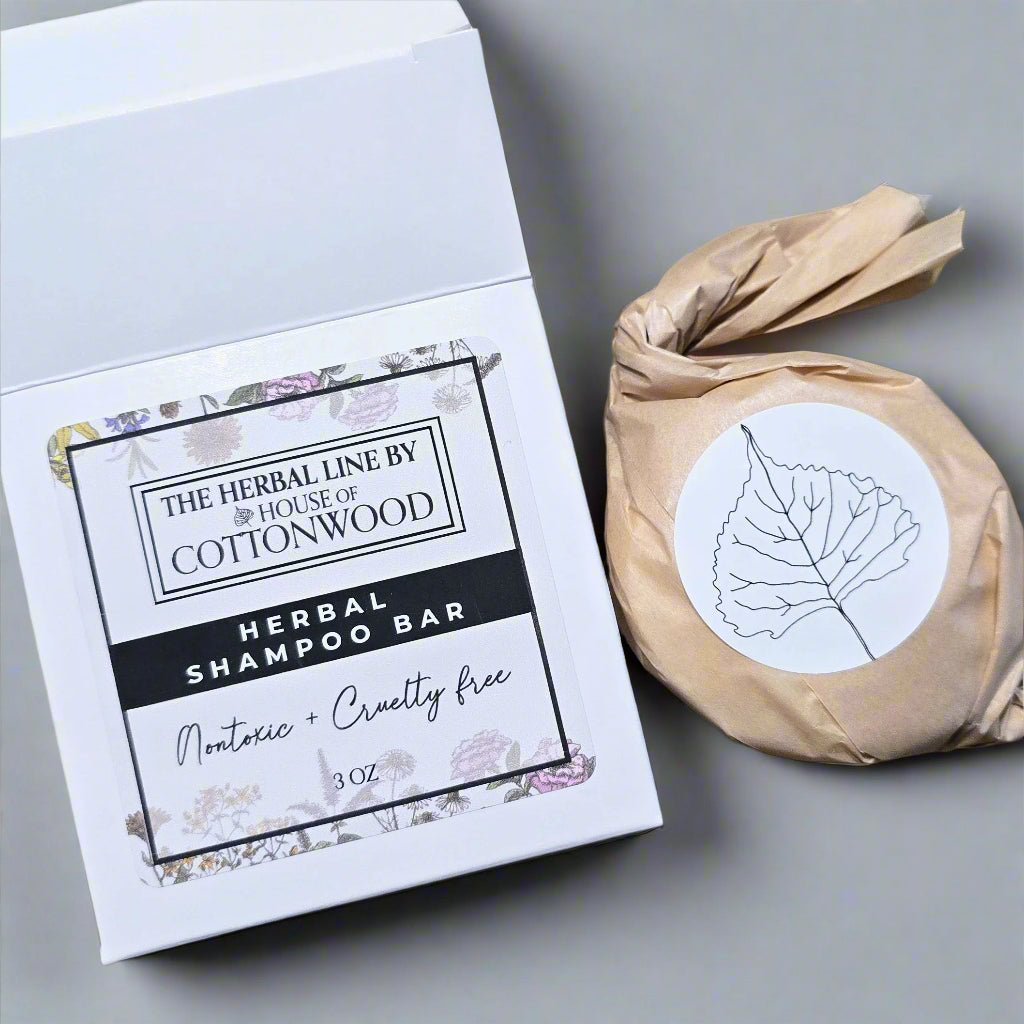 THE HERBAL LINE BY
HOUSE OF
COTTONWOOD
HERBAL
SHAMPOO BAR
Nontoxic + Cruelty free
3 OZ